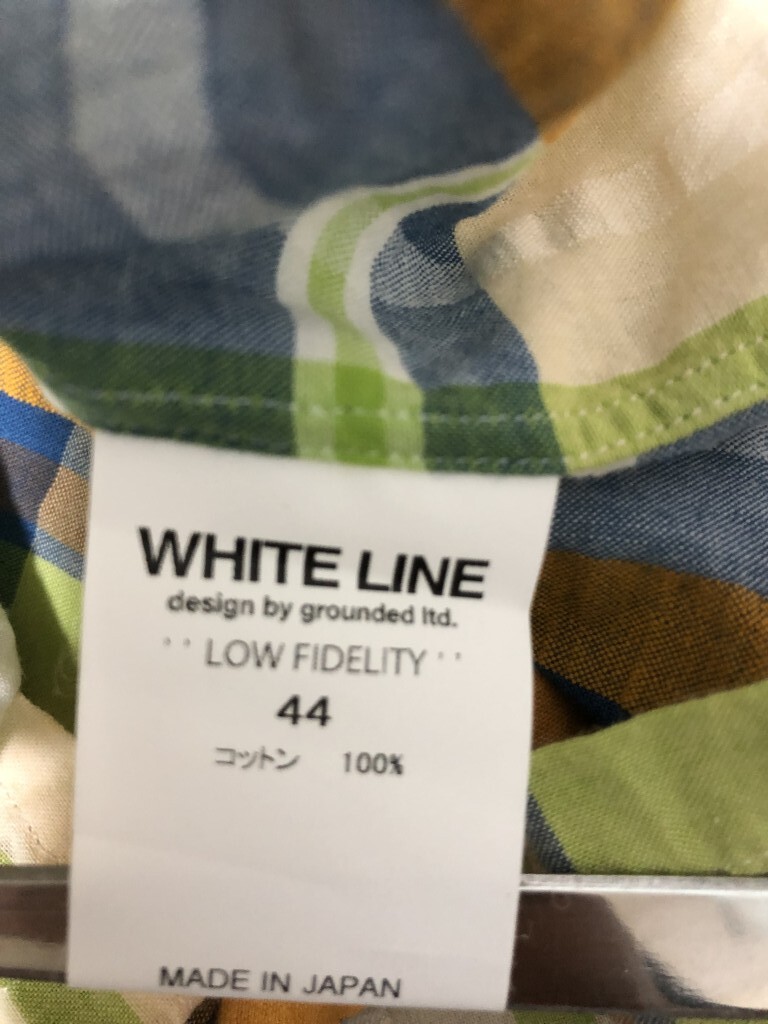 WHITE LINE
design by grounded ltd.
'' LOW FIDELITY ''
44
コットン 100%
MADE IN JAPAN